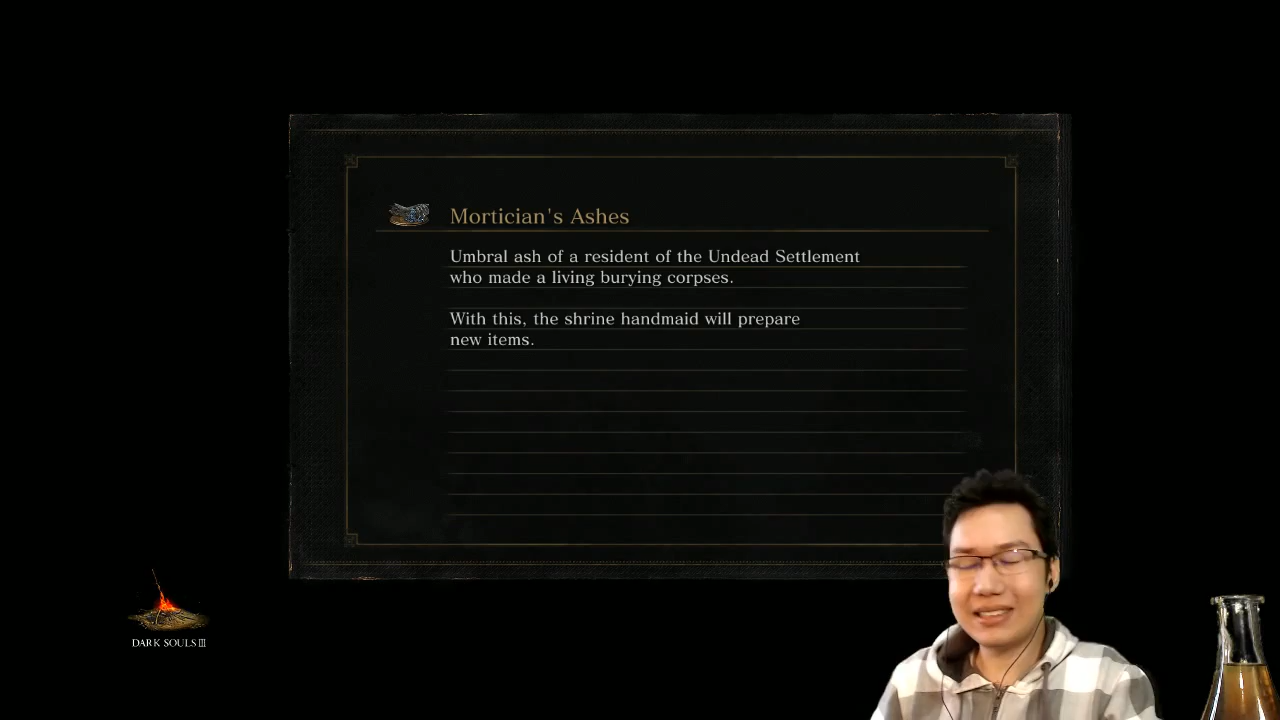 Mortician's Ashes
Umbral ash of a resident of the Undead Settlement
who made a living burying corpses.
With this, the shrine handmaid will prepare
new items.
DARK SOULS III